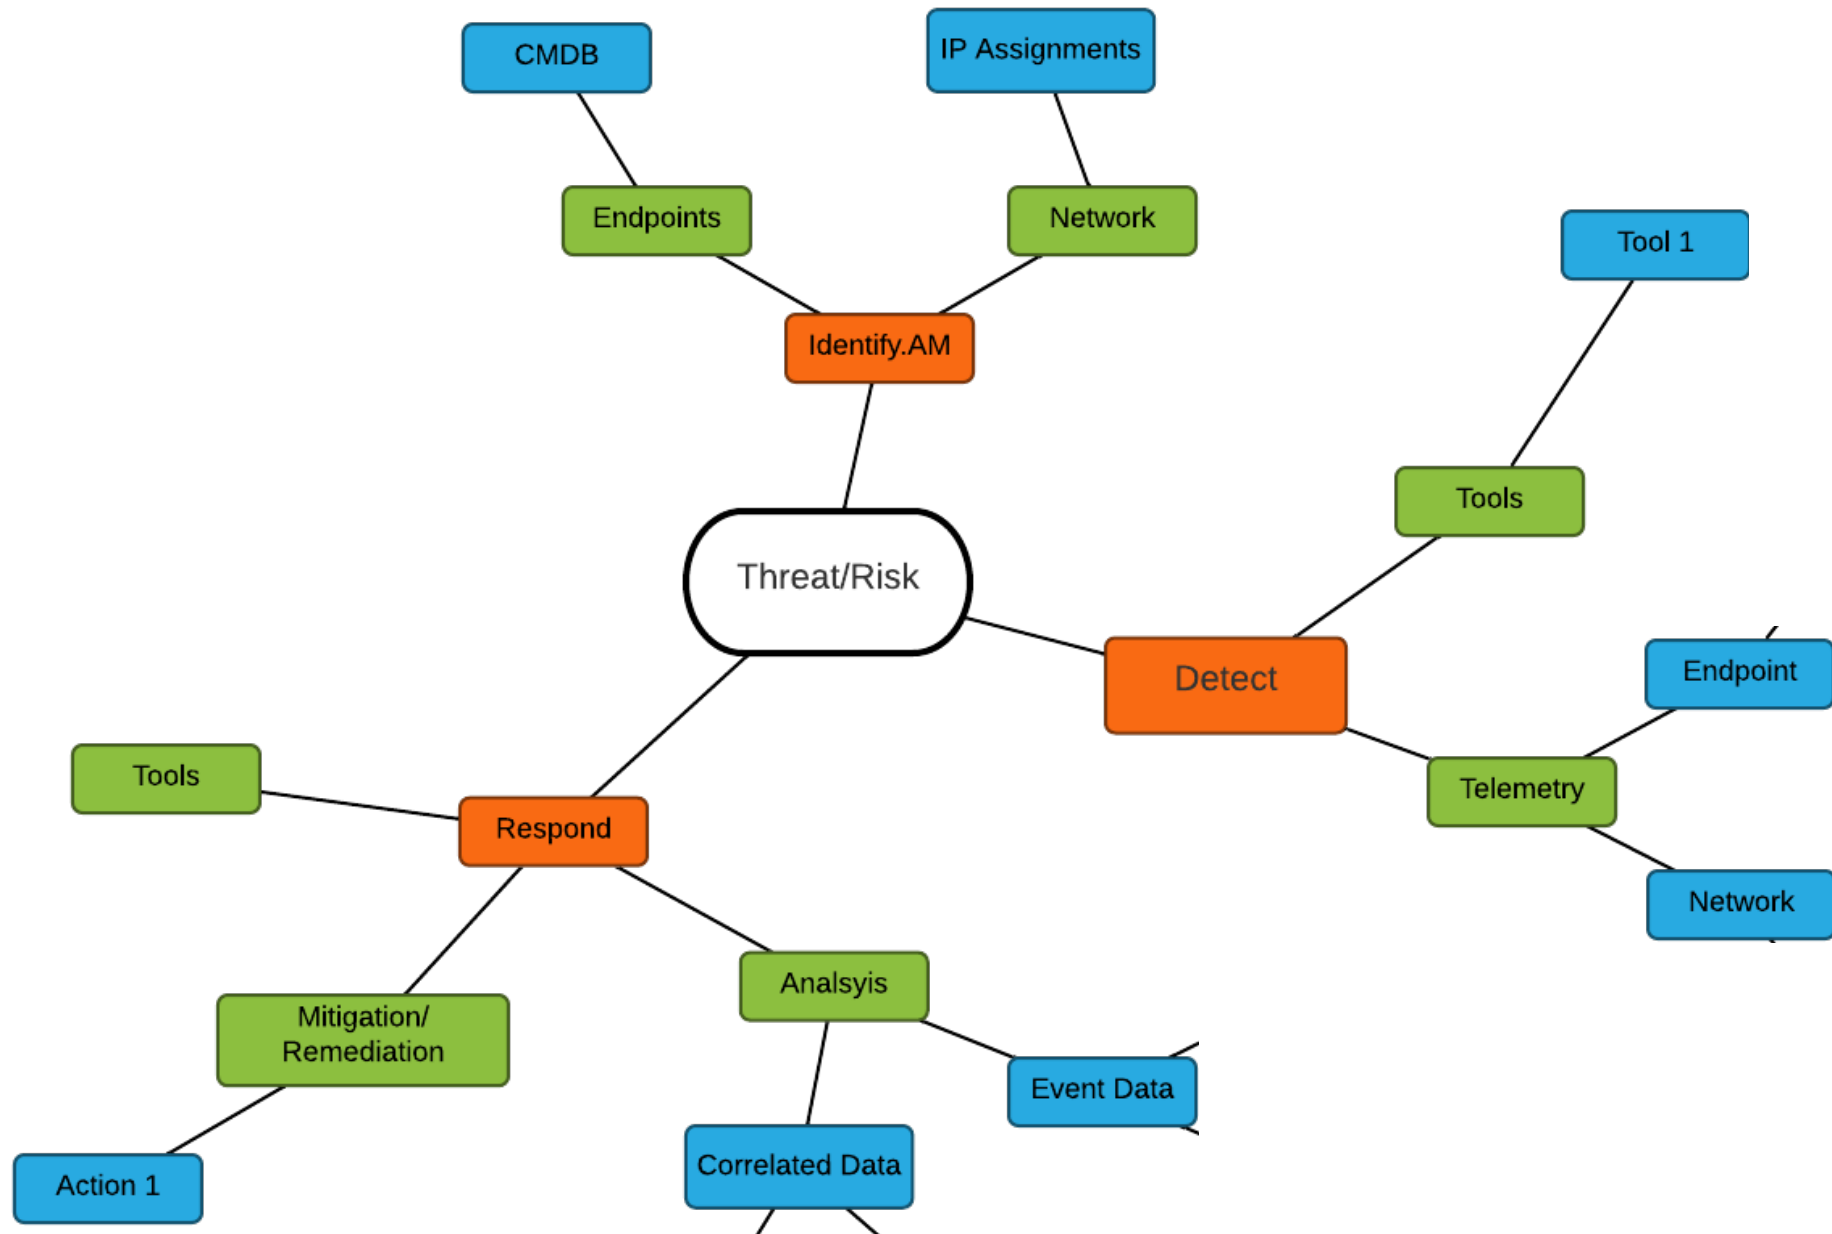 CMDB
IP Assignments
Endpoints
Network
Tool 1
Identify.AM
Tools
Threat/Risk
Detect
Endpoint
Tools
Telemetry
Respond
Network
Analsyis
Mitigation/
Remediation
Event Data
Correlated Data
Action 1